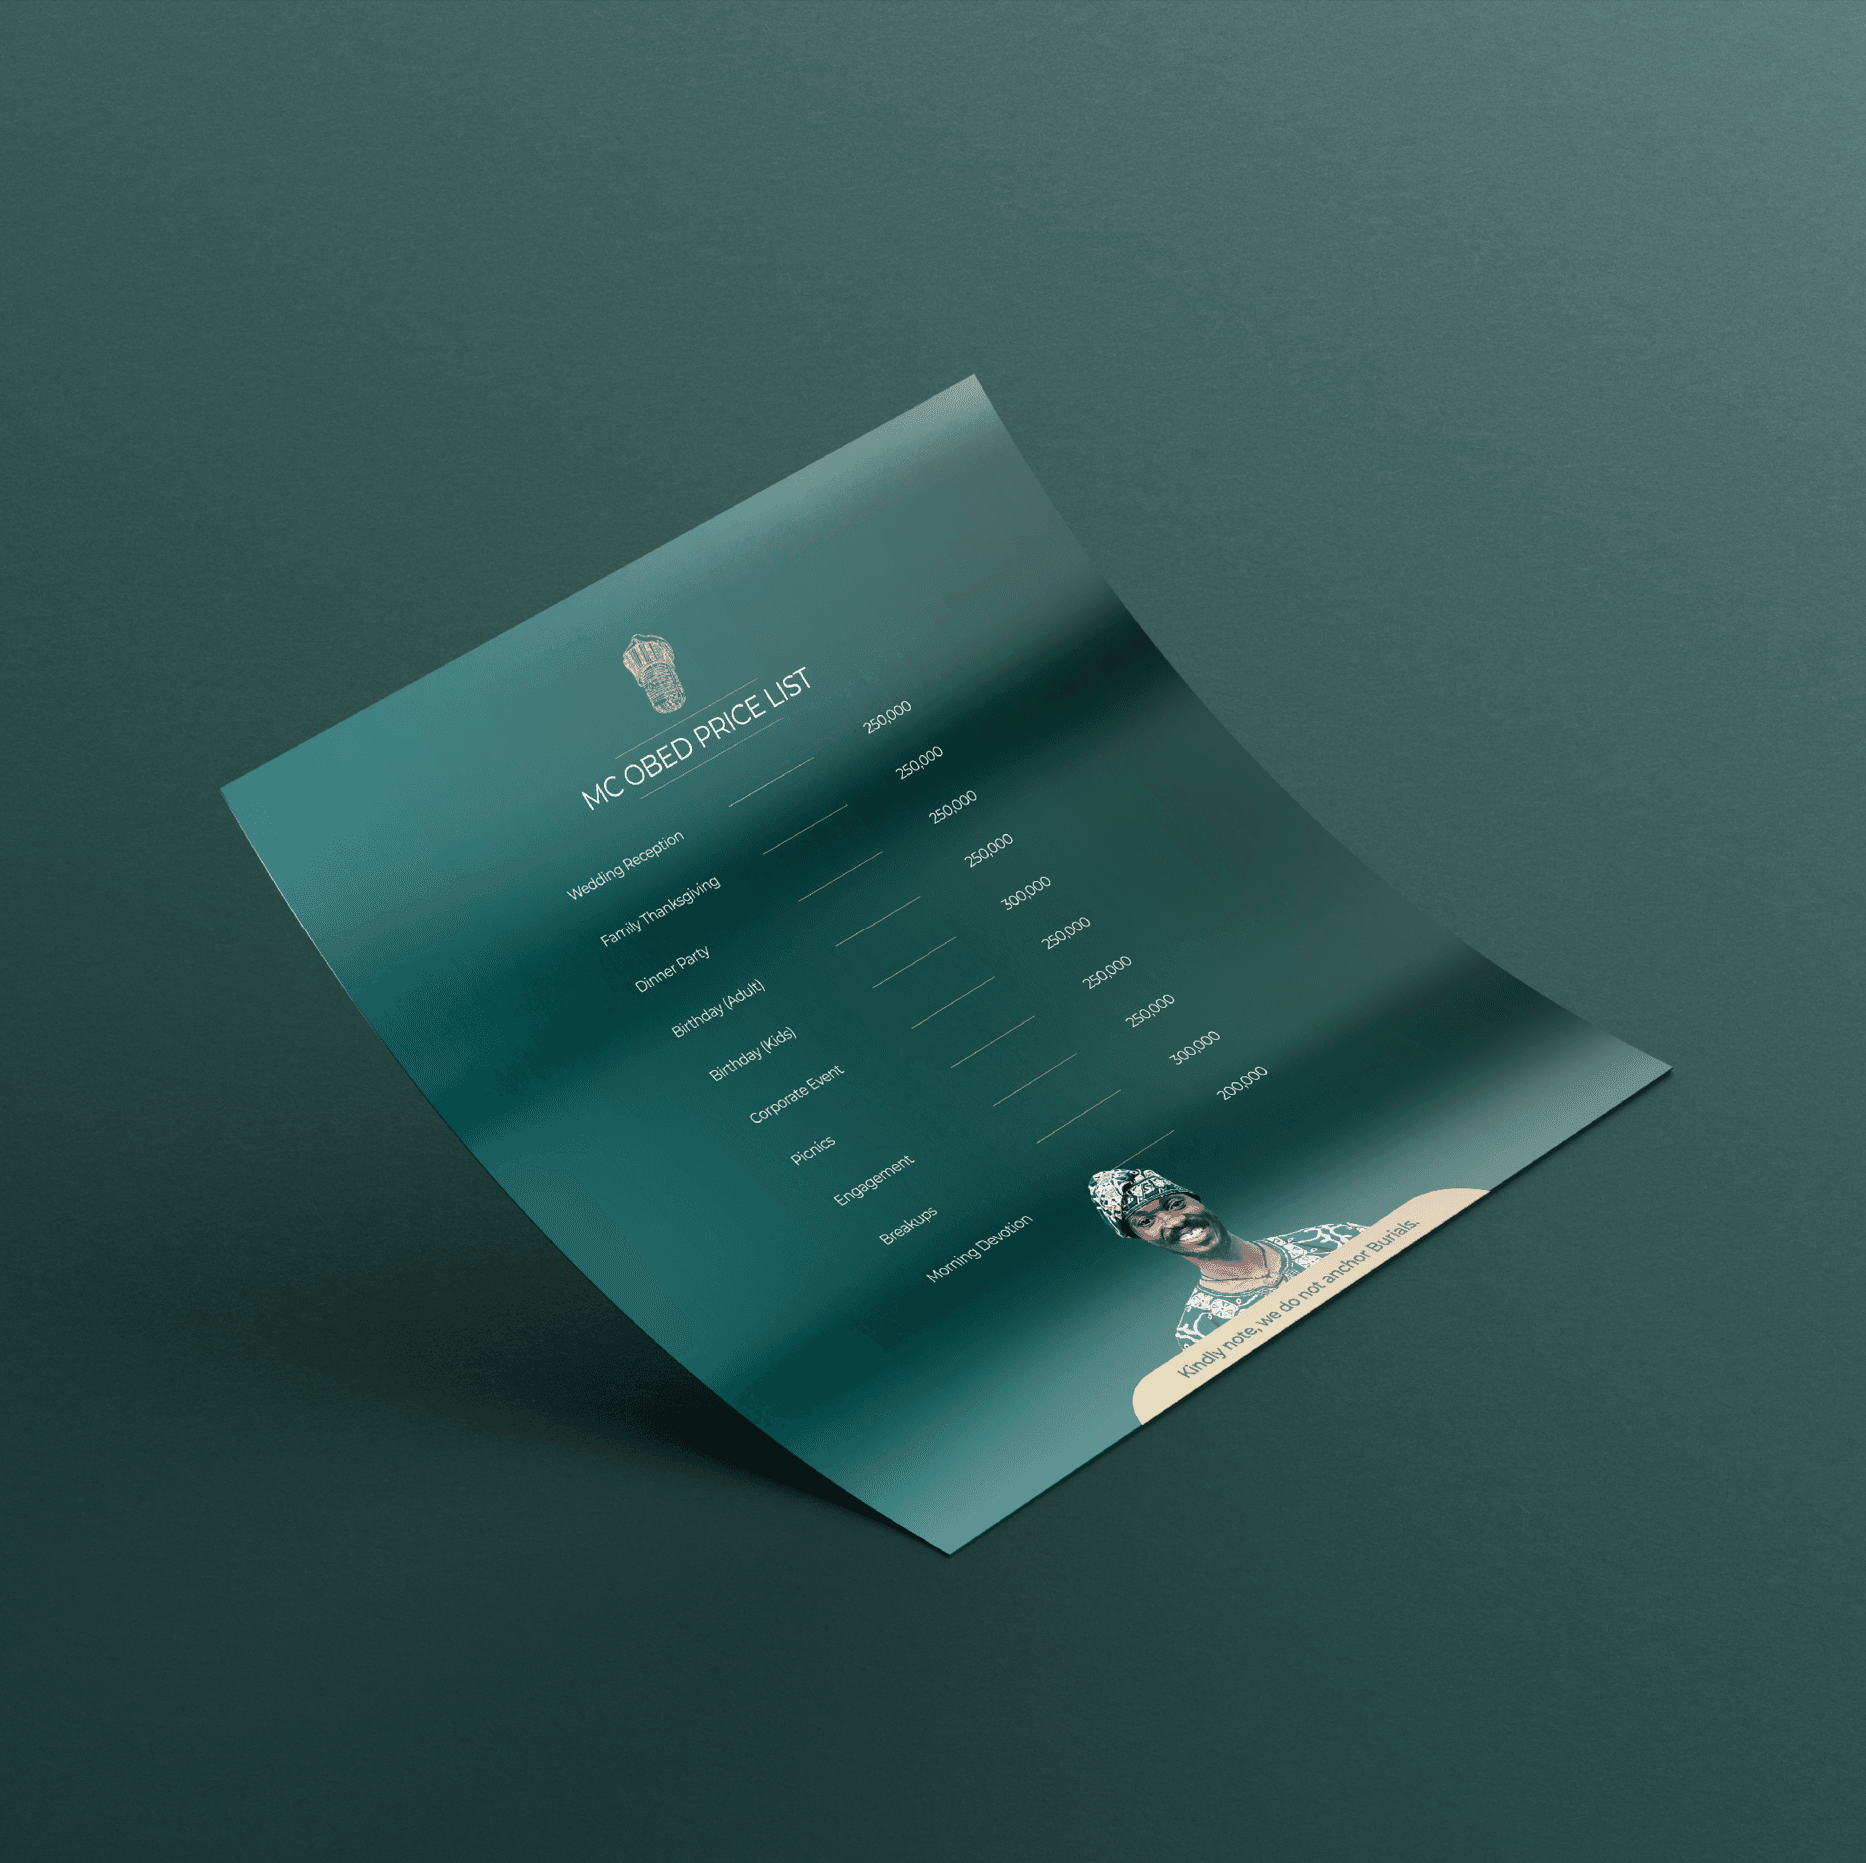 MC OBED PRICE LIST
Wedding Reception 250,000
Family Thanksgiving 250,000
Dinner Party 250,000
Birthday (Adult) 250,000
Birthday (Kids) 300,000
Corporate Event 250,000
Picnics 250,000
Engagement 250,000
Breakups 300,000
Morning Devotion 200,000
Kindly note, we do not anchor Burials.